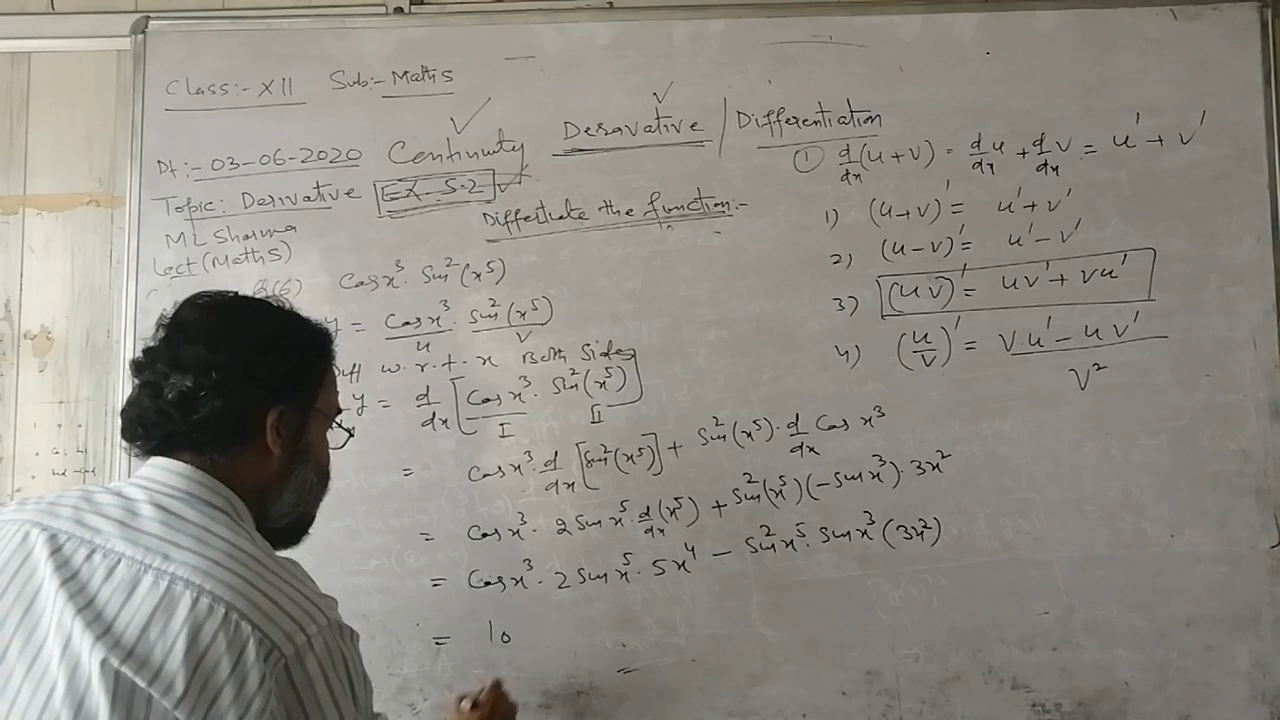 Class:- XII Sub:- Maths
Dt:- 03-06-2020 Continuity Desavative / Differentiation
Topic: Desivative Ex-5.2
ML Sharma
Lect (Maths)
Differtiate the function:-
Q(6) Cos x³ · Sin² (x⁵)
y = Cos x³ · Sin² (x⁵)
u v
Diff w.r.t. x Both Sides
y = d/dx [Cos x³ · Sin² (x⁵)]
I II
= Cos x³ · d/dx [Sin² (x⁵)] + Sin² (x⁵) · d/dx Cos x³
= Cos x³ · 2 Sin x⁵ · d/dx (x⁵) + Sin² (x⁵) (-Sin x³) · 3x²
= Cos x³ · 2 Sin x⁵ · 5x⁴ - Sin² x⁵ · Sin x³ (3x²)
= 10
=
① d/dx (u + v) = d/dx u + d/dx v = u' + v'
1) (u+v)' = u' + v'
2) (u-v)' = u' - v'
3) (uv)' = uv' + vu'
4) (u/v)' = v·u' - uv' / v²